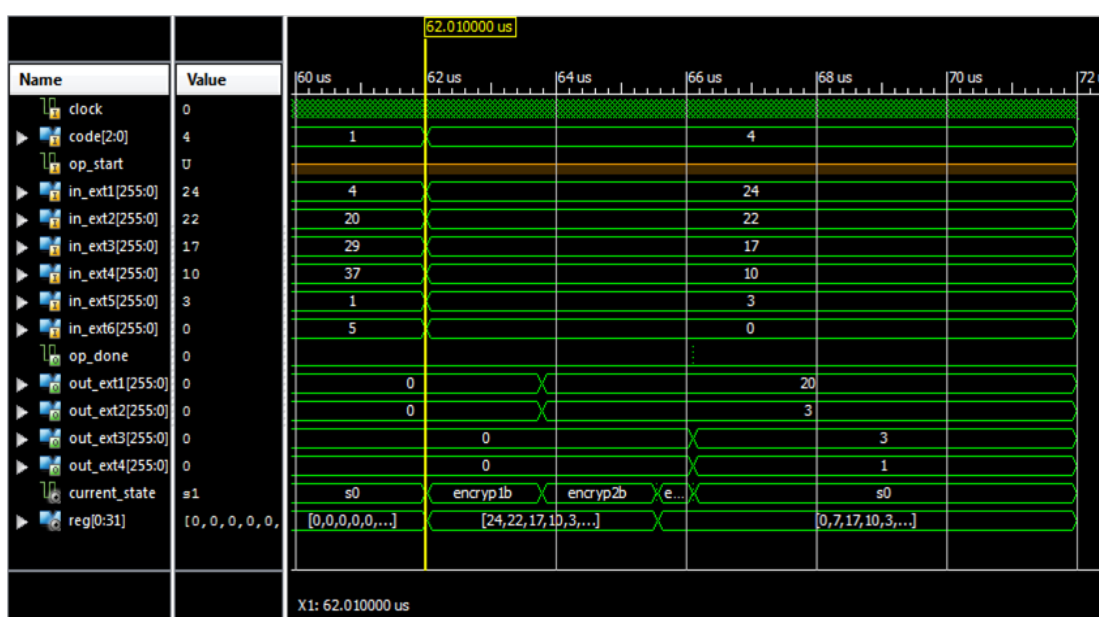 62.010000 us
Name Value 60 us 62 us 64 us 66 us 68 us 70 us 72
clock 0
code[2:0] 4 1 4
op_start U
in_ext1[255:0] 24 4 24
in_ext2[255:0] 22 20 22
in_ext3[255:0] 17 29 17
in_ext4[255:0] 10 37 10
in_ext5[255:0] 3 1 3
in_ext6[255:0] 0 5 0
op_done 0
out_ext1[255:0] 0 0 20
out_ext2[255:0] 0 0 3
out_ext3[255:0] 0 0 3
out_ext4[255:0] 0 0 1
current_state s1 s0 encryp1b encryp2b e... s0
reg[0:31] [0,0,0,0,0, [0,0,0,0,0,...] [24,22,17,10,3,...] [0,7,17,10,3,...]
X1: 62.010000 us